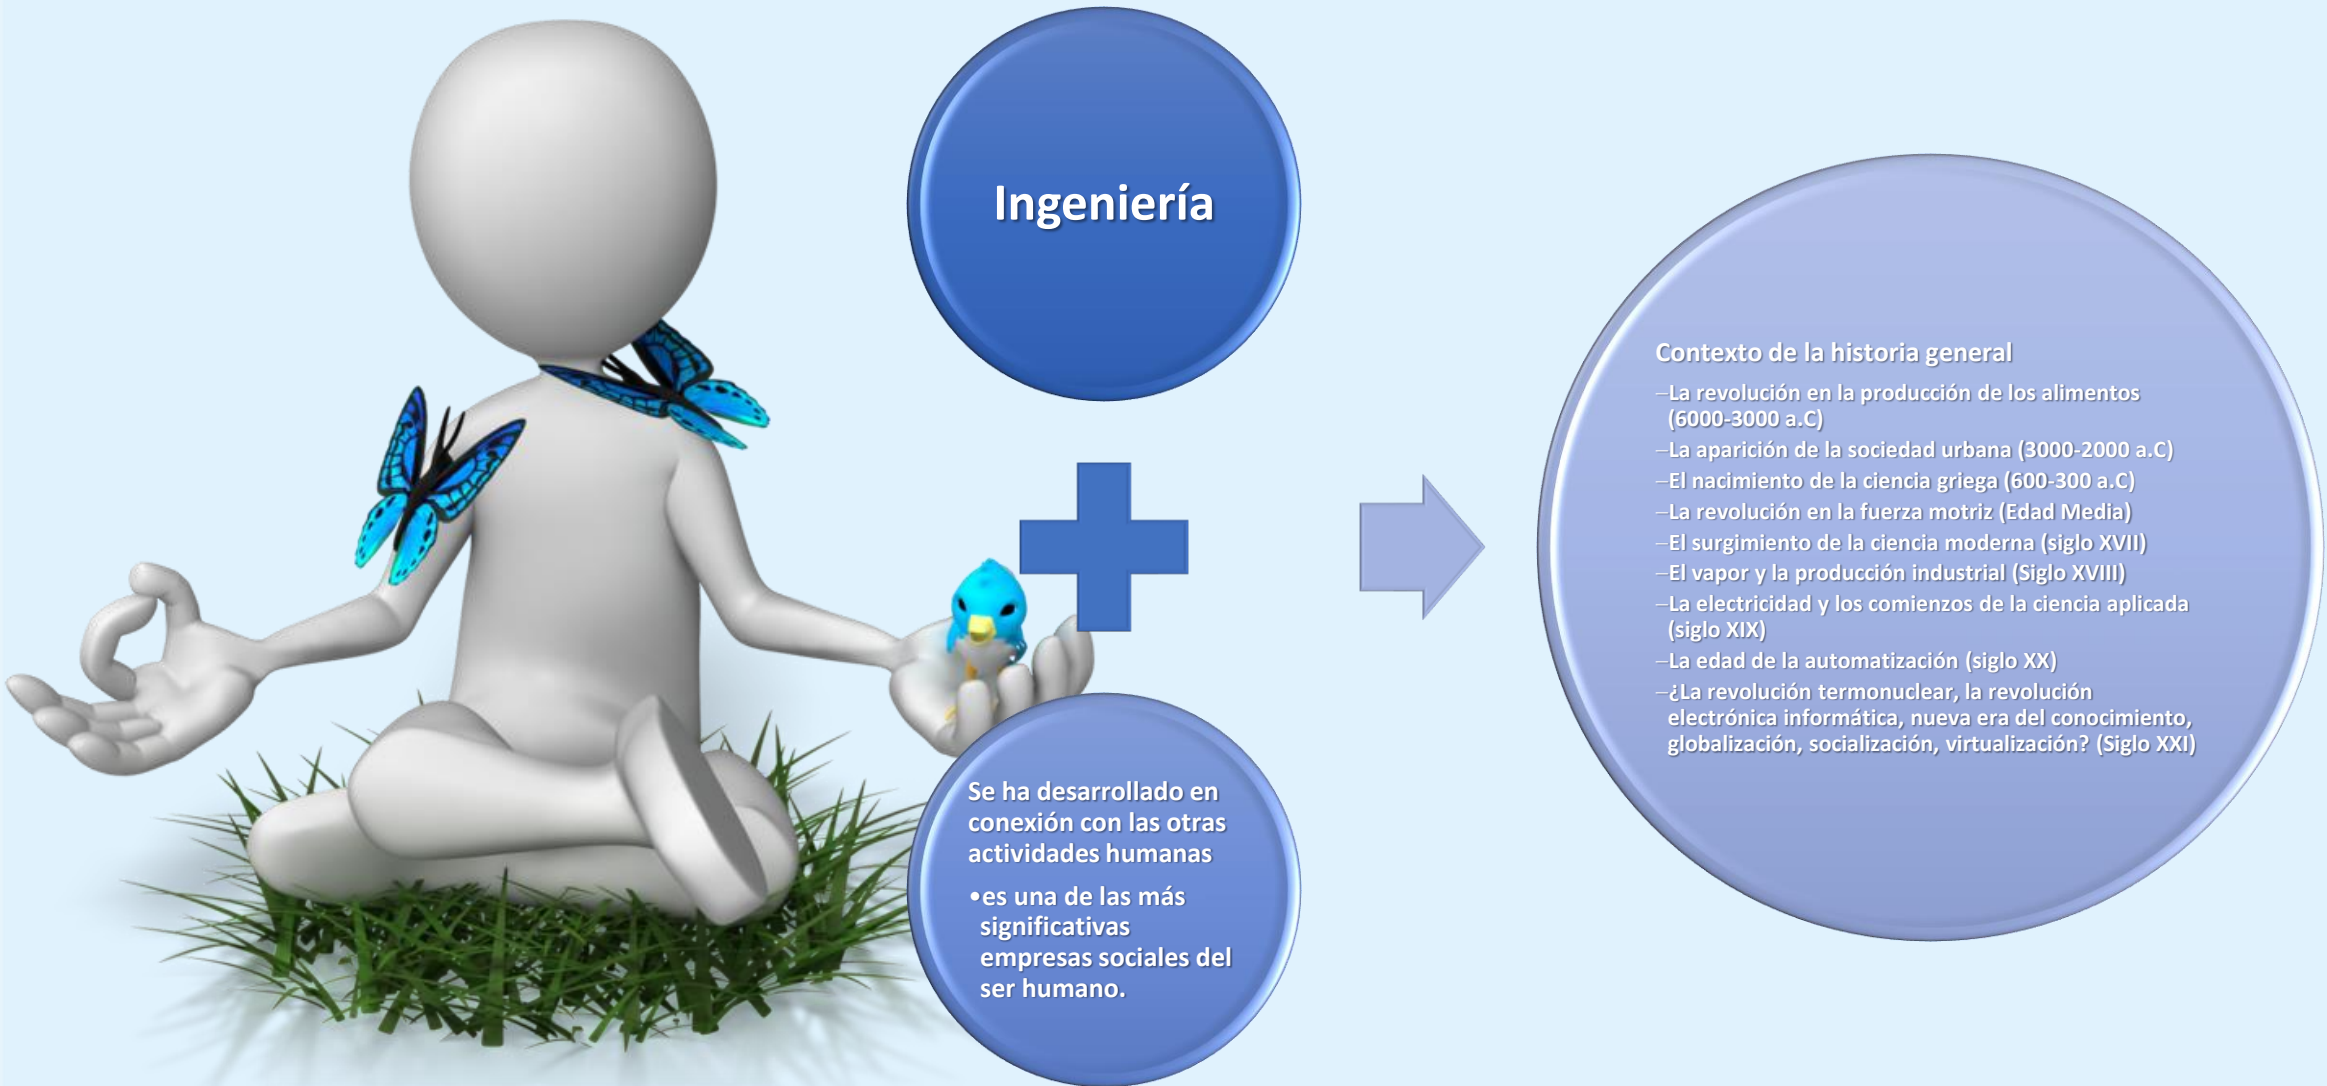 Ingeniería
Se ha desarrollado en
conexión con las otras
actividades humanas
•es una de las más
significativas
empresas sociales del
ser humano.
Contexto de la historia general
–La revolución en la producción de los alimentos
(6000-3000 a.C)
–La aparición de la sociedad urbana (3000-2000 a.C)
–El nacimiento de la ciencia griega (600-300 a.C)
–La revolución en la fuerza motriz (Edad Media)
–El surgimiento de la ciencia moderna (siglo XVII)
–El vapor y la producción industrial (Siglo XVIII)
–La electricidad y los comienzos de la ciencia aplicada
(siglo XIX)
–La edad de la automatización (siglo XX)
–¿La revolución termonuclear, la revolución
electrónica informática, nueva era del conocimiento,
globalización, socialización, virtualización? (Siglo XXI)